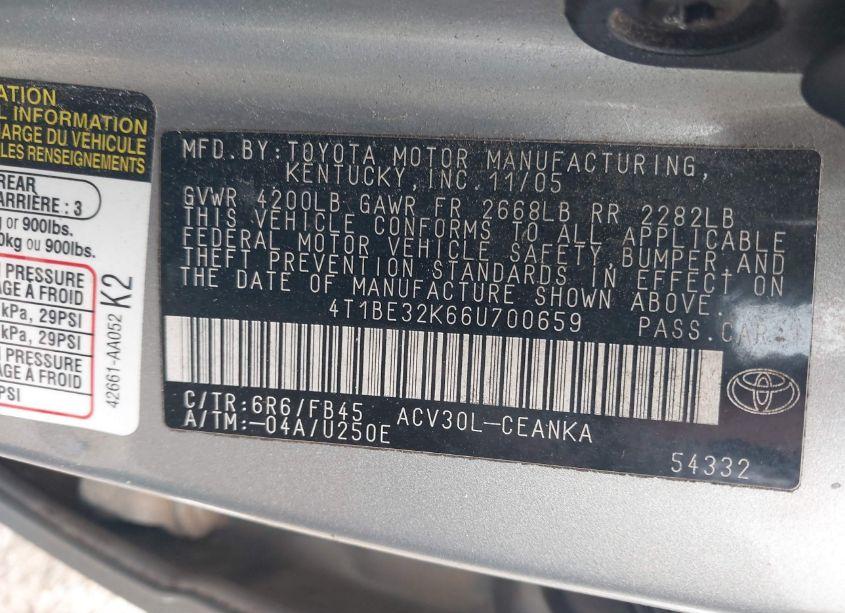 ATION
L INFORMATION
CHARGE DU VÉHICULE
LES RENSEIGNEMENTS
REAR
ARRIÈRE : 3
g or 900lbs.
0kg ou 900lbs.
PRESSURE
AGE À FROID
kPa, 29PSI
kPa, 29PSI
PRESSURE
AGE À FROID
PSI
42661-AA052 K2
MFD.BY:TOYOTA MOTOR MANUFACTURING,
KENTUCKY,INC.11/05
GVWR 4200LB GAWR FR 2668LB RR 2282LB
THIS VEHICLE CONFORMS TO ALL APPLICABLE
FEDERAL MOTOR VEHICLE SAFETY,BUMPER AND
THEFT PREVENTION STANDARDS IN EFFECT ON
THE DATE OF MANUFACTURE SHOWN ABOVE.
4T1BE32K66U700659 PASS.CAR
C/TR:6R6/FB45 ACV30L-CEANKA
A/TM:-04A/U250E
54332